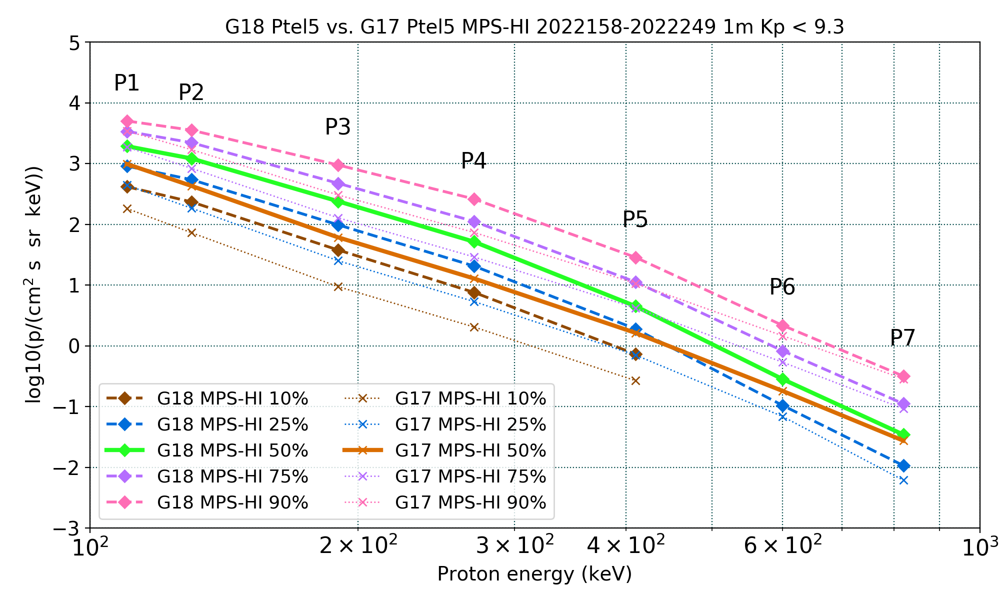 G18 Ptel5 vs. G17 Ptel5 MPS-HI 2022158-2022249 1m Kp < 9.3
5
4
3
2
1
0
−1
−2
−3
log10(p/(cm² s sr keV))
P1
P2
P3
P4
P5
P6
P7
G18 MPS-HI 10%
G18 MPS-HI 25%
G18 MPS-HI 50%
G18 MPS-HI 75%
G18 MPS-HI 90%
G17 MPS-HI 10%
G17 MPS-HI 25%
G17 MPS-HI 50%
G17 MPS-HI 75%
G17 MPS-HI 90%
10² 2 × 10² 3 × 10² 4 × 10² 6 × 10² 10³
Proton energy (keV)